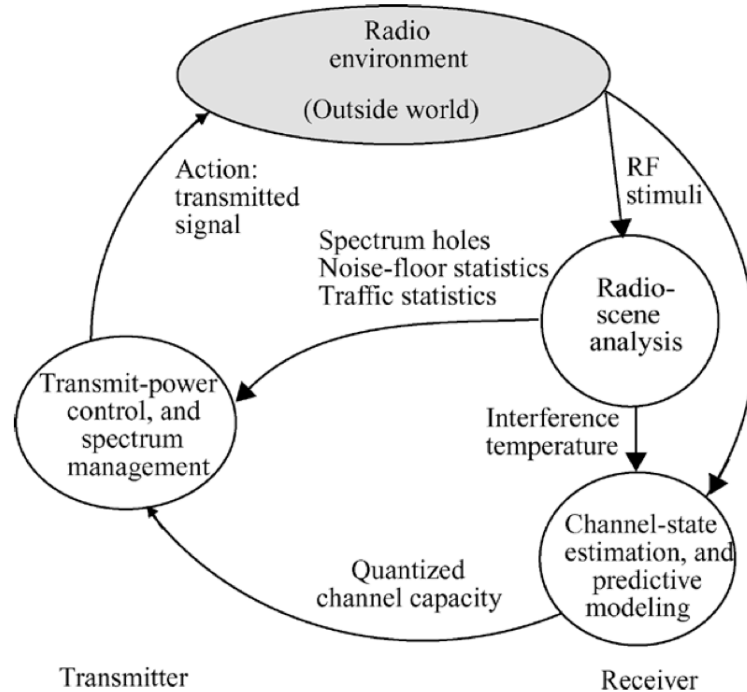 Radio
environment
(Outside world)
Action:
transmitted
signal
RF
stimuli
Spectrum holes
Noise-floor statistics
Traffic statistics
Radio-
scene
analysis
Transmit-power
control, and
spectrum
management
Interference
temperature
Channel-state
estimation, and
predictive
modeling
Quantized
channel capacity
Transmitter
Receiver